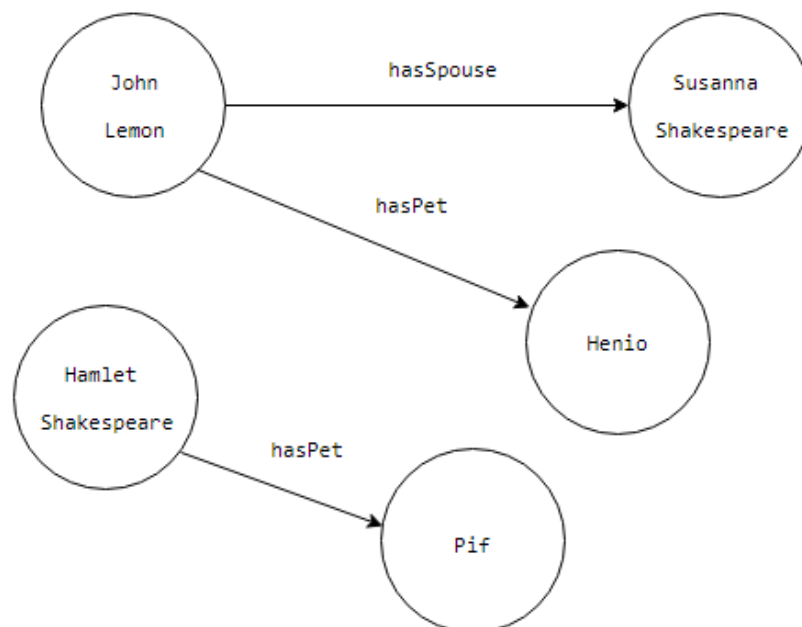 John
Lemon
hasSpouse
Susanna
Shakespeare
hasPet
Henio
Hamlet
Shakespeare
hasPet
Pif